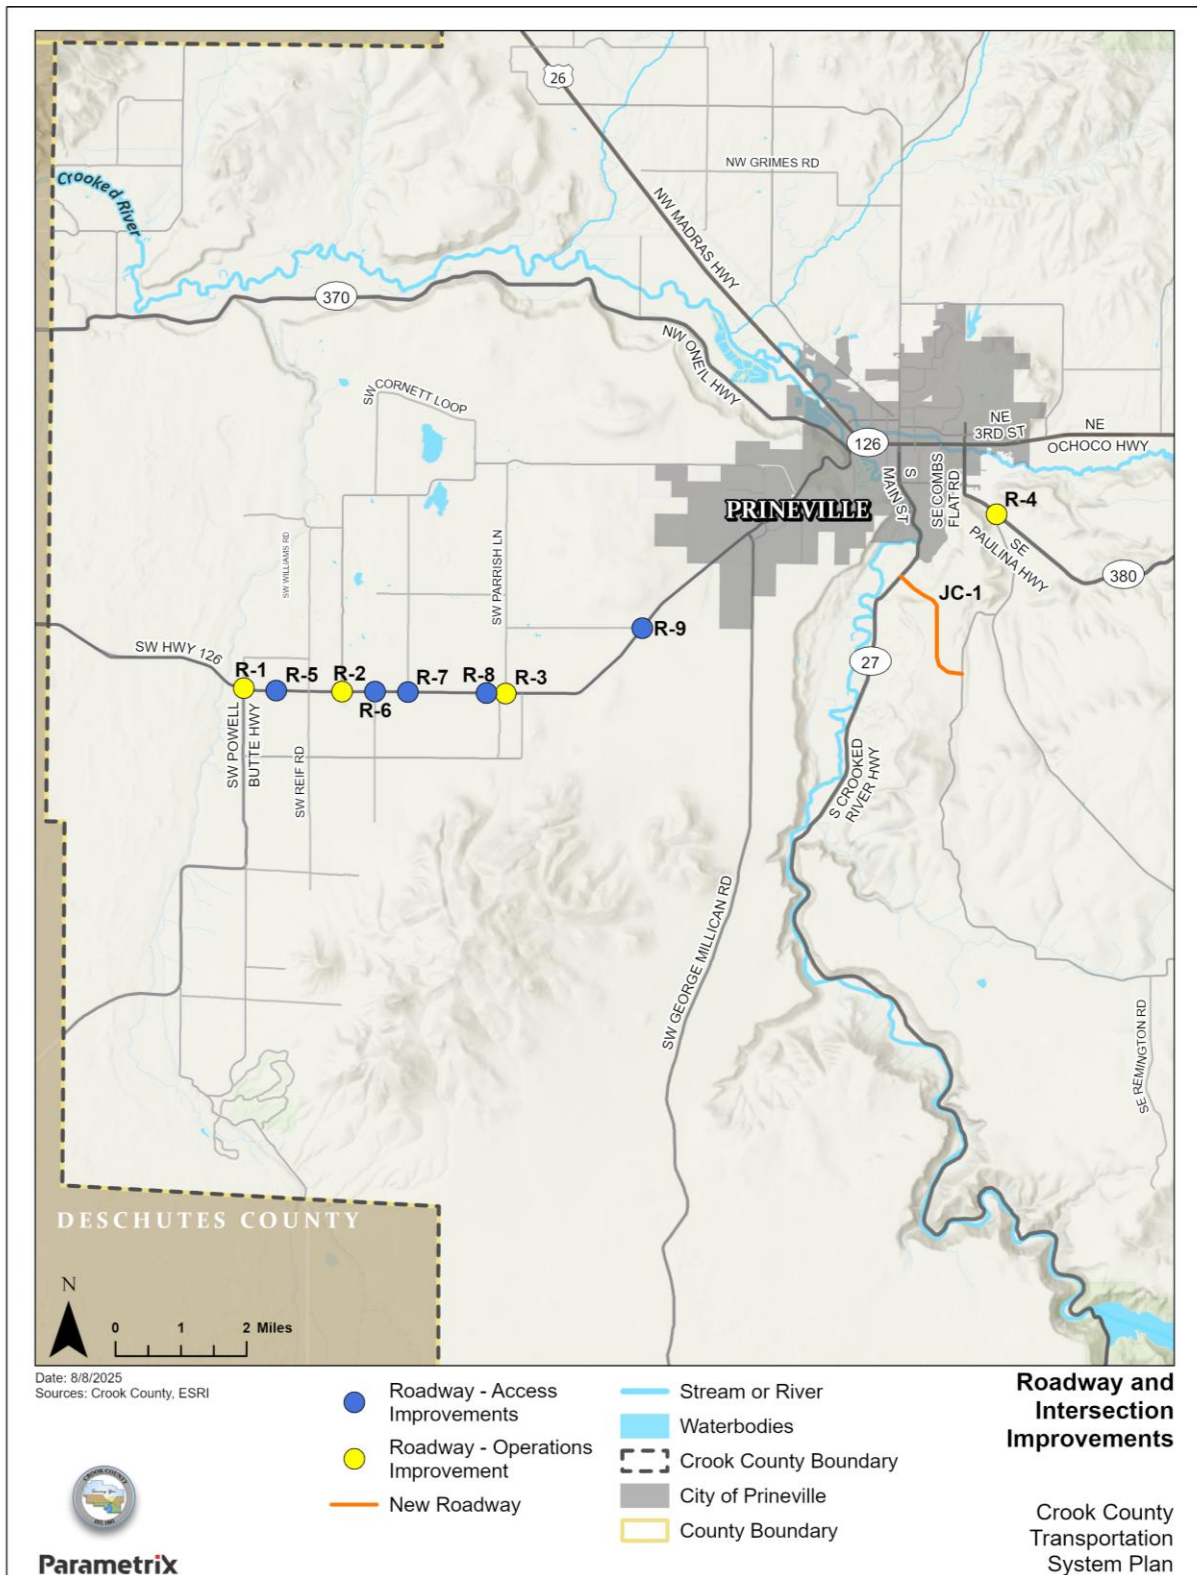 26
NW GRIMES RD
NW MADRAS HWY
Crooked River
370
NW ONEIL HWY
SW CORNETT LOOP
126
NE
3RD ST
NE
OCHOCO HWY
S
MAIN ST
SE COMBS
FLAT RD
PRINEVILLE
R-4
SE
PAULINA HWY
380
SW WILLIAMS RD
SW PARRISH LN
JC-1
R-9
27
SW HWY 126
R-1
R-5
R-2
R-6
R-7
R-8
R-3
SW POWELL
BUTTE HWY
SW REIF RD
S CROOKED
RIVER HWY
SW GEORGE MILLICAN RD
SE REMINGTON RD
DESCHUTES COUNTY
N
0 1 2 Miles
Date: 8/8/2025
Sources: Crook County, ESRI
Roadway - Access
Improvements
Roadway - Operations
Improvement
New Roadway
Stream or River
Waterbodies
Crook County Boundary
City of Prineville
County Boundary
Roadway and
Intersection
Improvements
Crook County
Transportation
System Plan
CROOK COUNTY
Parametrix